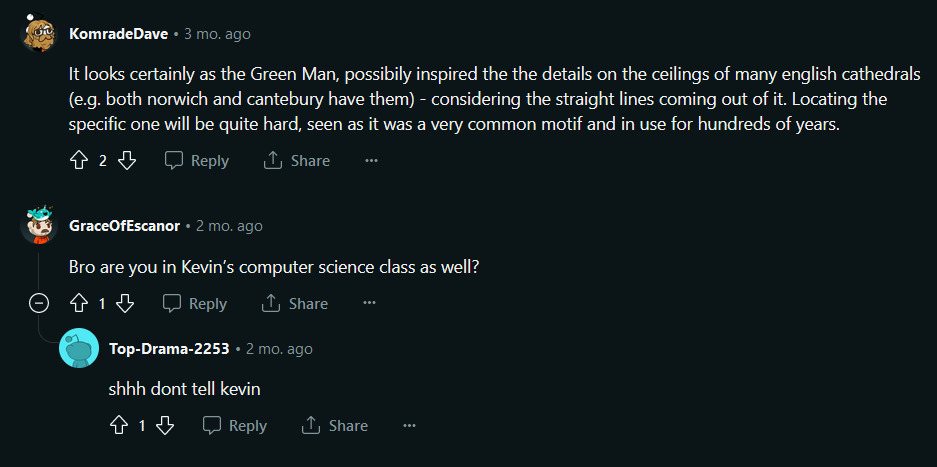 KomradeDave • 3 mo. ago
It looks certainly as the Green Man, possibily inspired the the details on the ceilings of many english cathedrals
(e.g. both norwich and cantebury have them) - considering the straight lines coming out of it. Locating the
specific one will be quite hard, seen as it was a very common motif and in use for hundreds of years.
2 Reply Share ...
GraceOfEscanor • 2 mo. ago
Bro are you in Kevin's computer science class as well?
1 Reply Share ...
Top-Drama-2253 • 2 mo. ago
shhh dont tell kevin
1 Reply Share ...